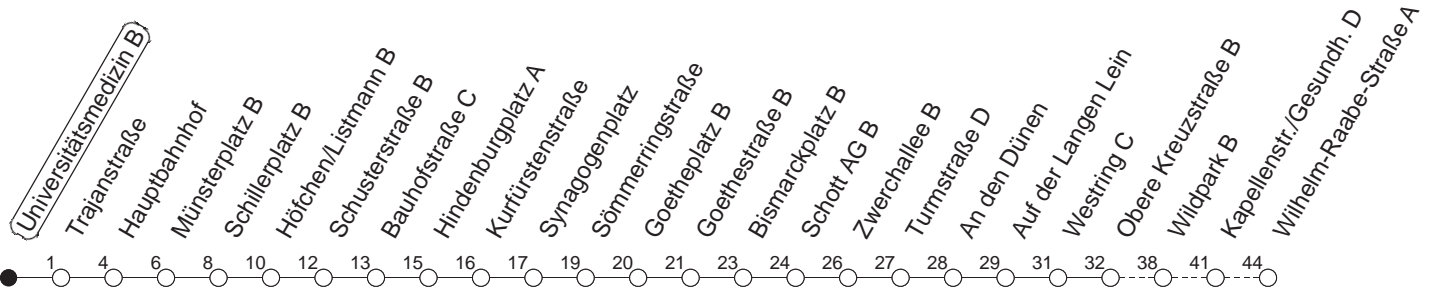 Universitätsmedizin B
Trajanstraße
Hauptbahnhof
Münsterplatz B
Schillerplatz B
Höfchen/Listmann B
Schusterstraße B
Bauhofstraße C
Hindenburgplatz A
Kurfürstenstraße
Synagogenplatz
Sömmerringstraße
Goetheplatz B
Goethestraße B
Bismarckplatz B
Schott AG B
Zwerchallee B
Turmstraße D
An den Dünen
Auf der Langen Lein
Westring C
Obere Kreuzstraße B
Wildpark B
Kapellenstr./Gesundh. D
Wilhelm-Raabe-Straße A
1 4 6 8 10 12 13 15 16 17 19 20 21 23 24 26 27 28 29 31 32 38 41 44